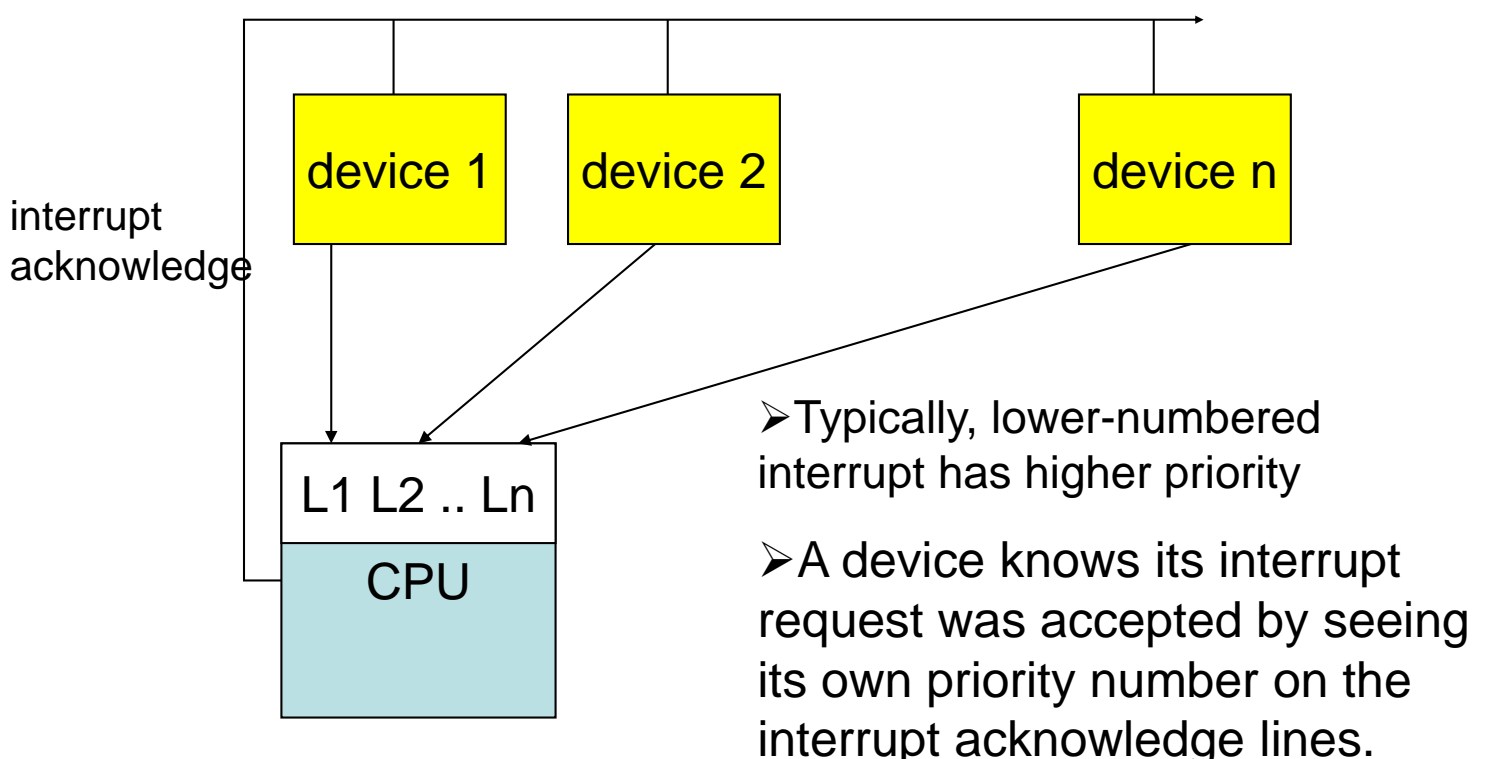 device 1
device 2
device n
interrupt
acknowledge
L1 L2 .. Ln
CPU
➢Typically, lower-numbered
interrupt has higher priority
➢A device knows its interrupt
request was accepted by seeing
its own priority number on the
interrupt acknowledge lines.